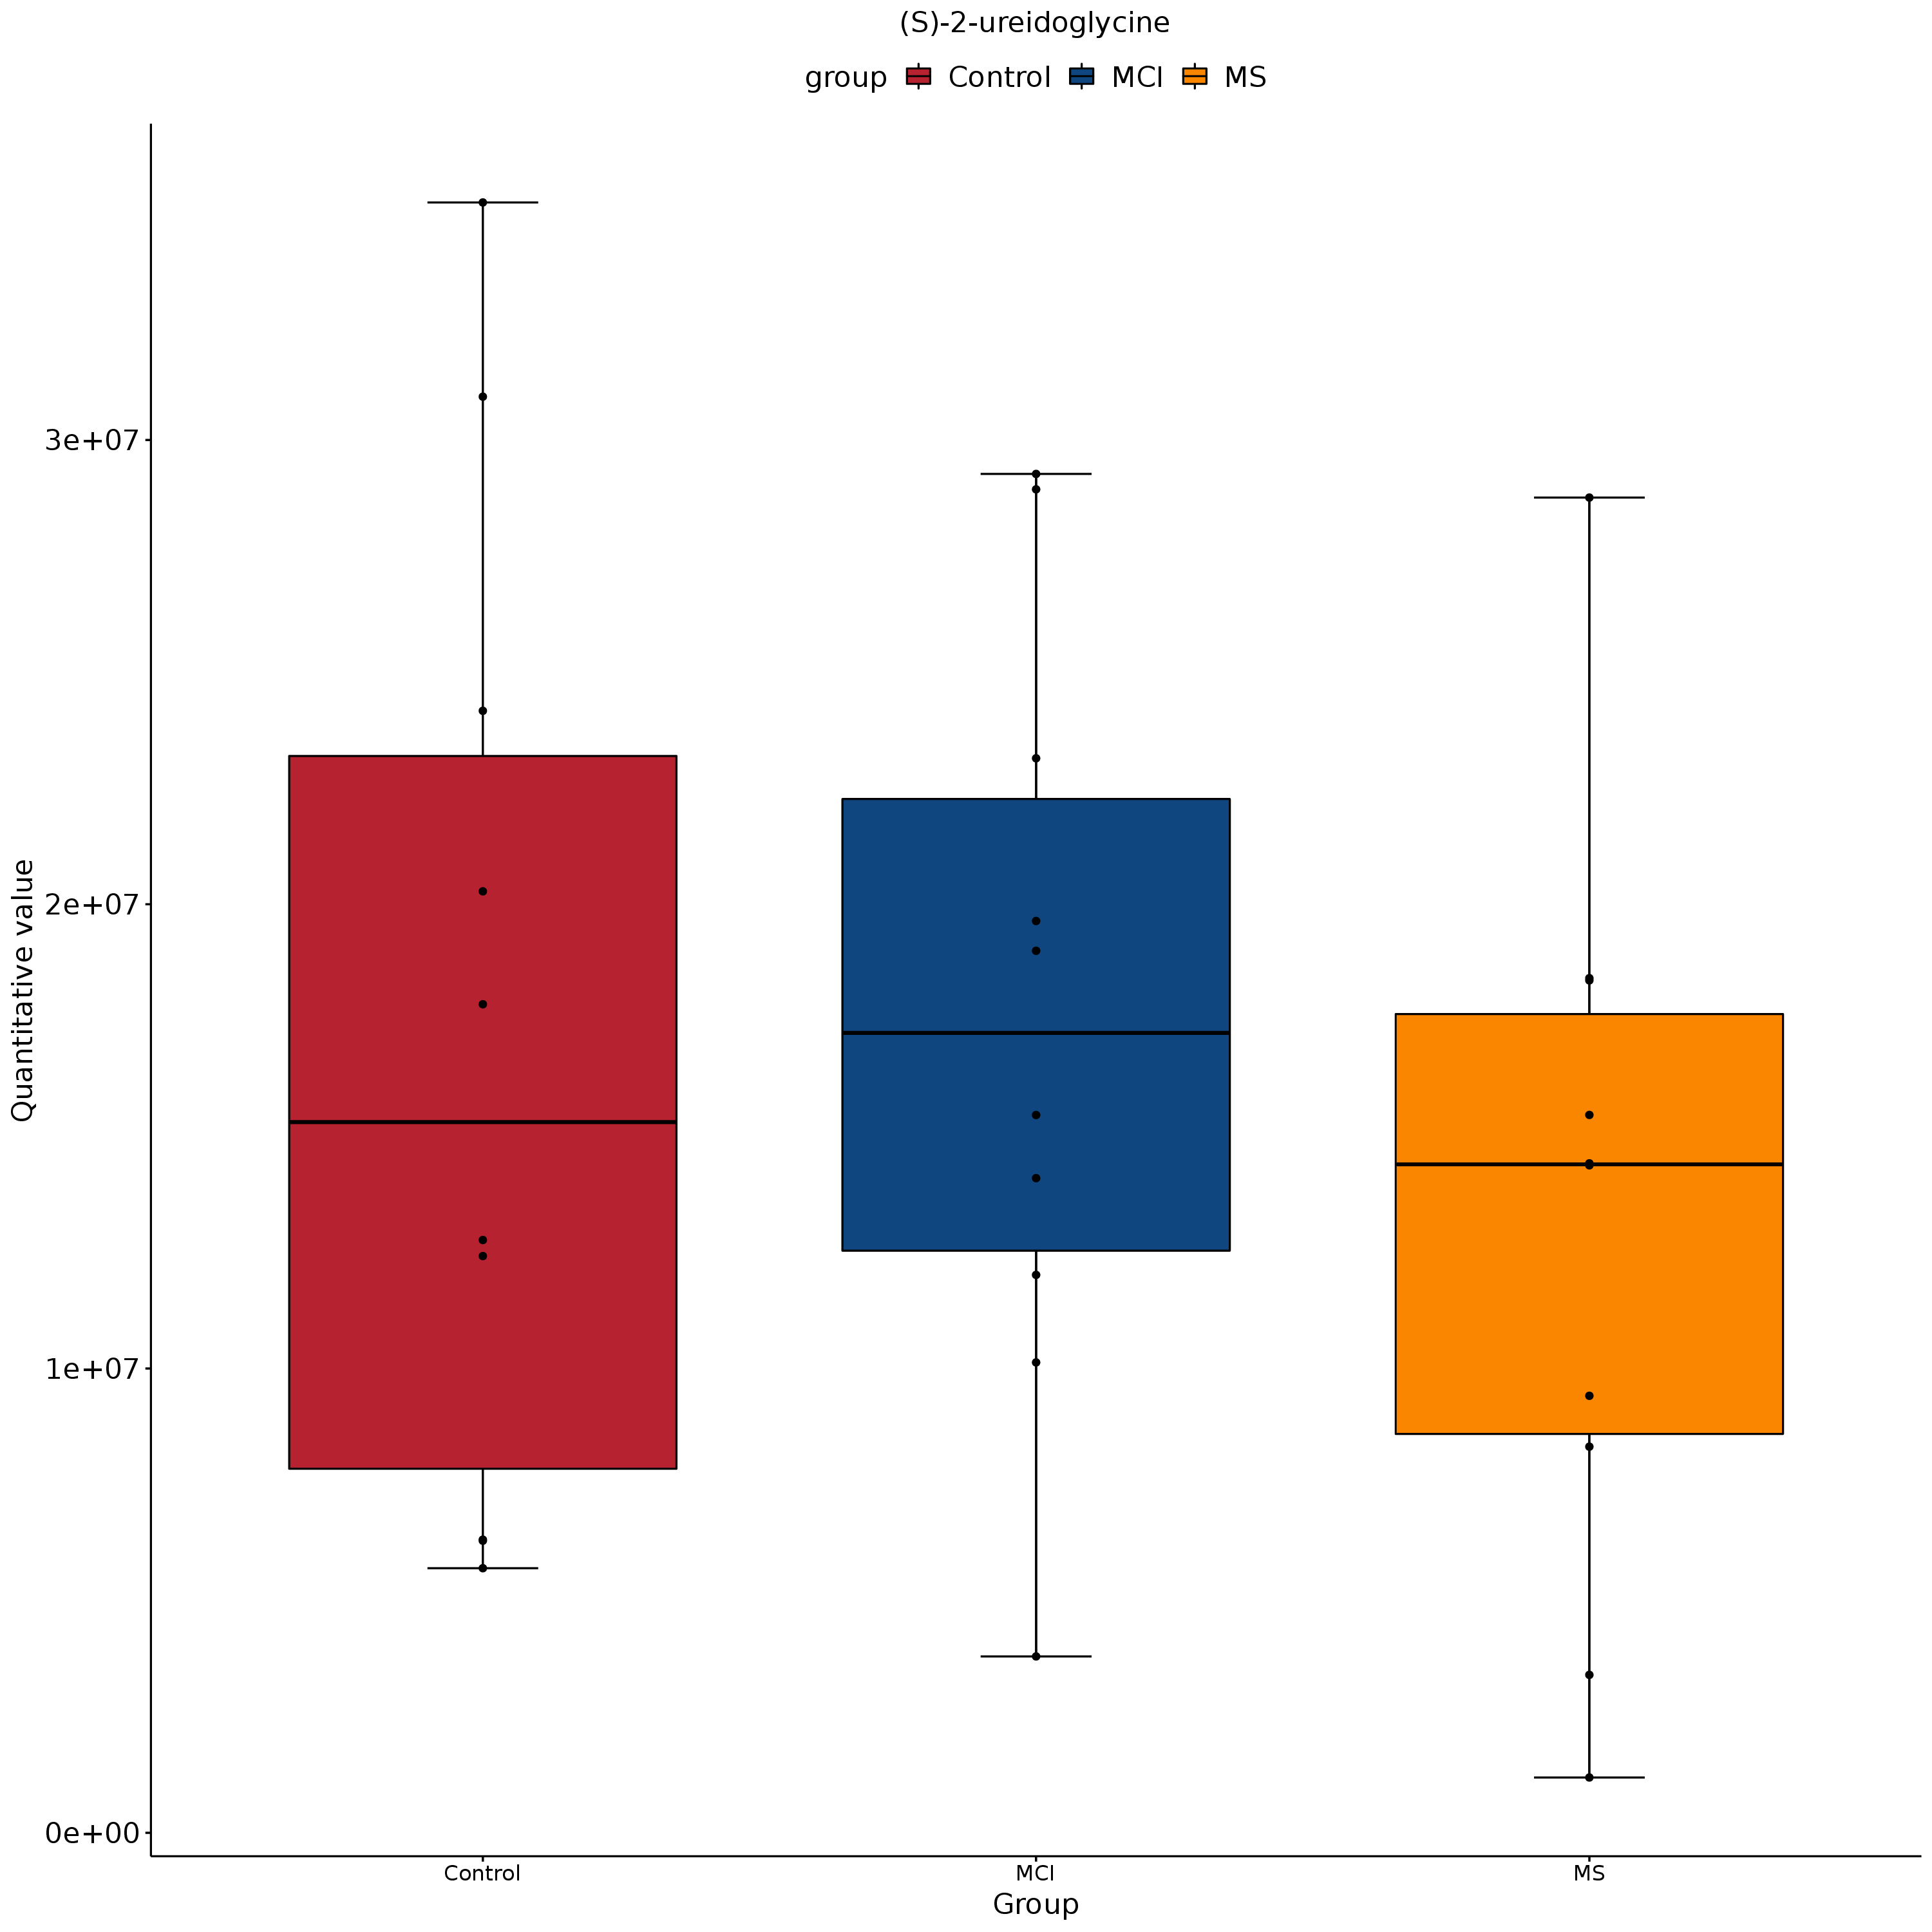 (S)-2-ureidoglycine
group Control MCI MS
Quantitative value
3e+07
2e+07
1e+07
0e+00
Control MCI MS
Group